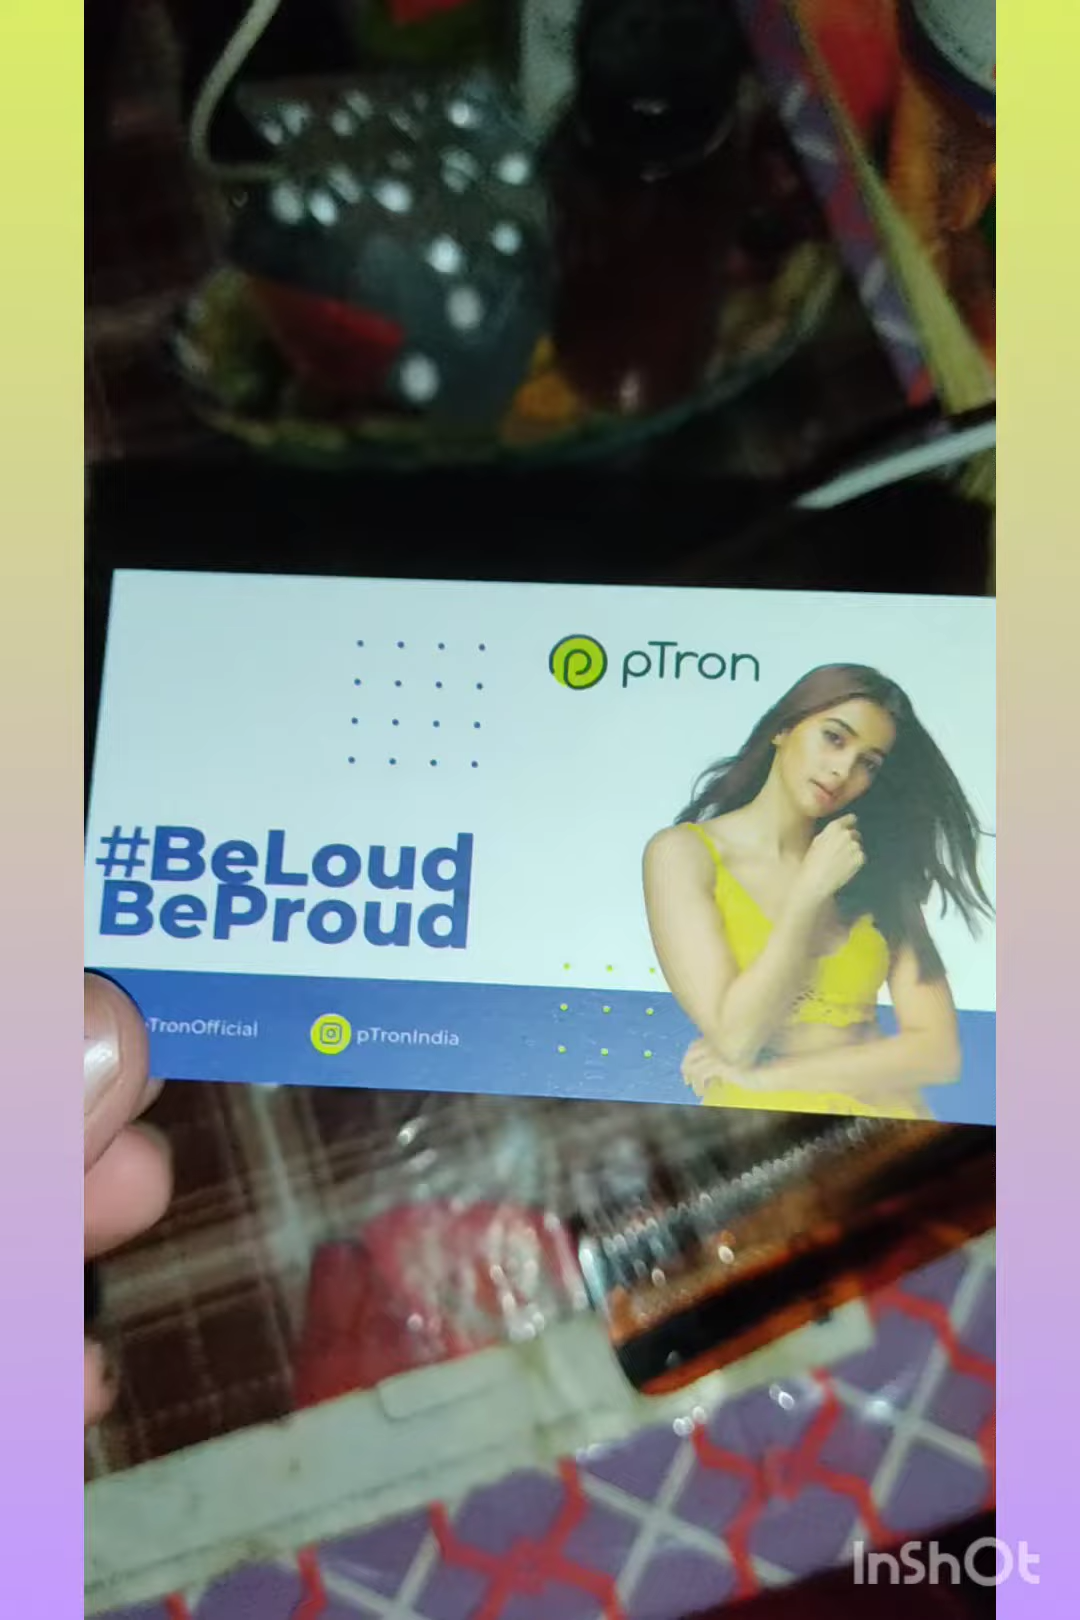 pTron
#BeLoud
BeProud
TronOfficial
pTronIndia
InShOt